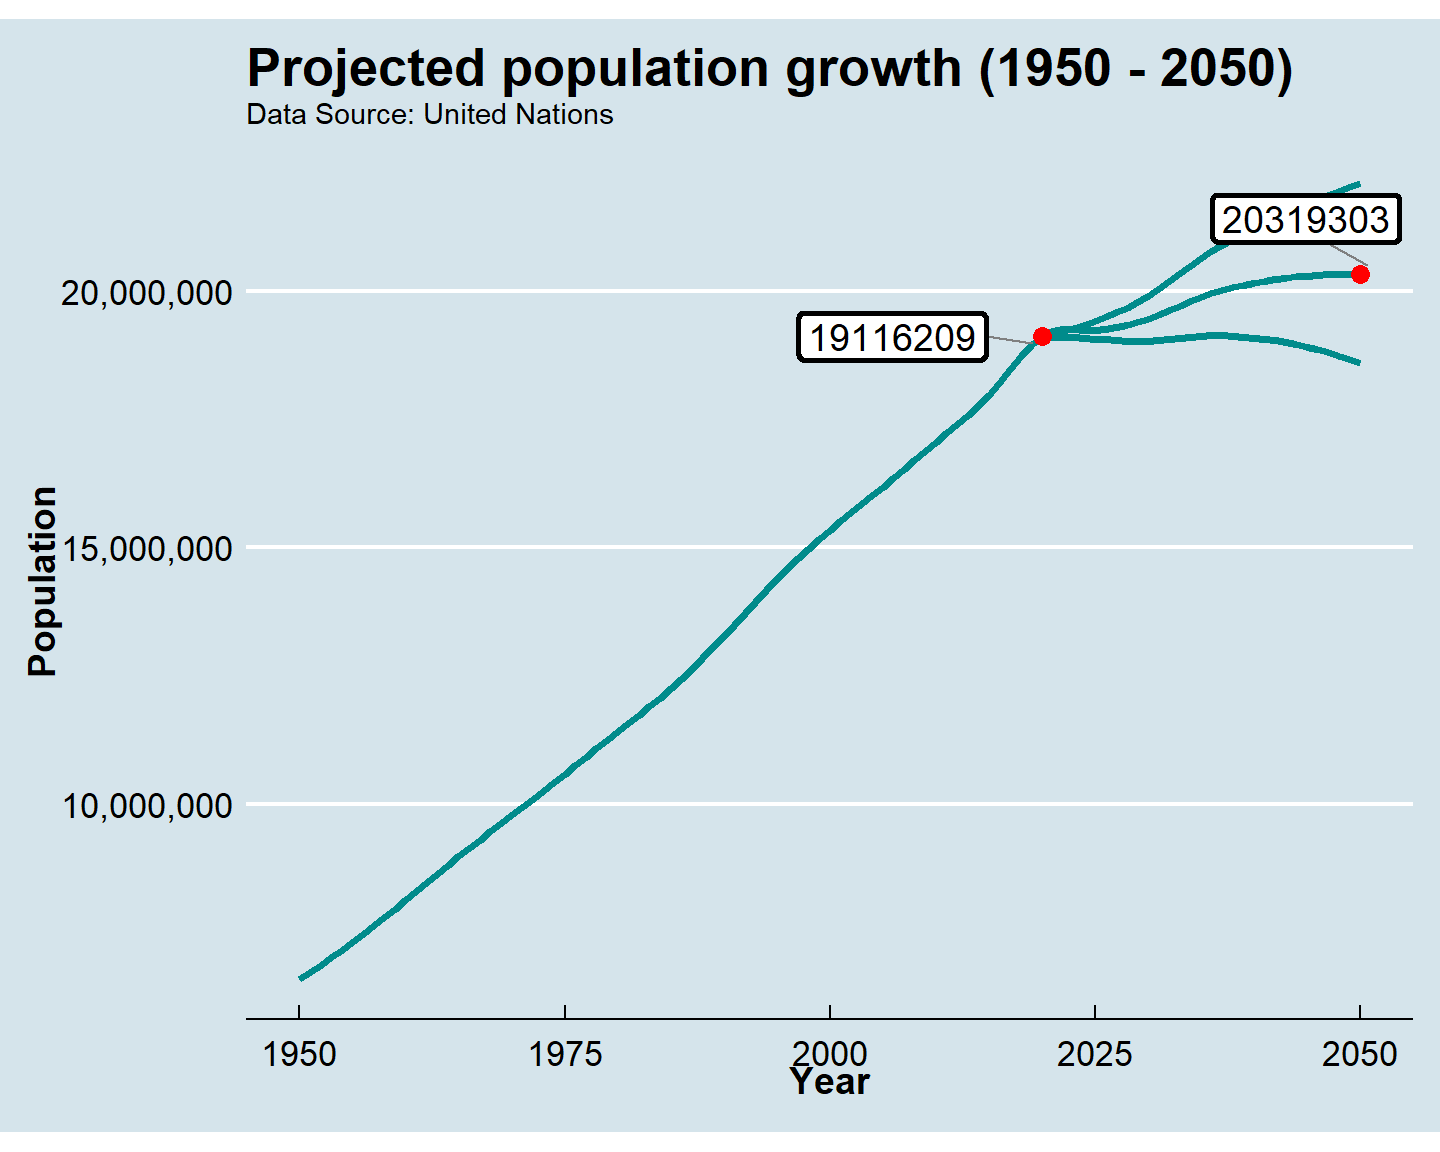 Projected population growth (1950 - 2050)
Data Source: United Nations
20319303
20,000,000
19116209
15,000,000
Population
10,000,000
1950 1975 2000 2025 2050
Year